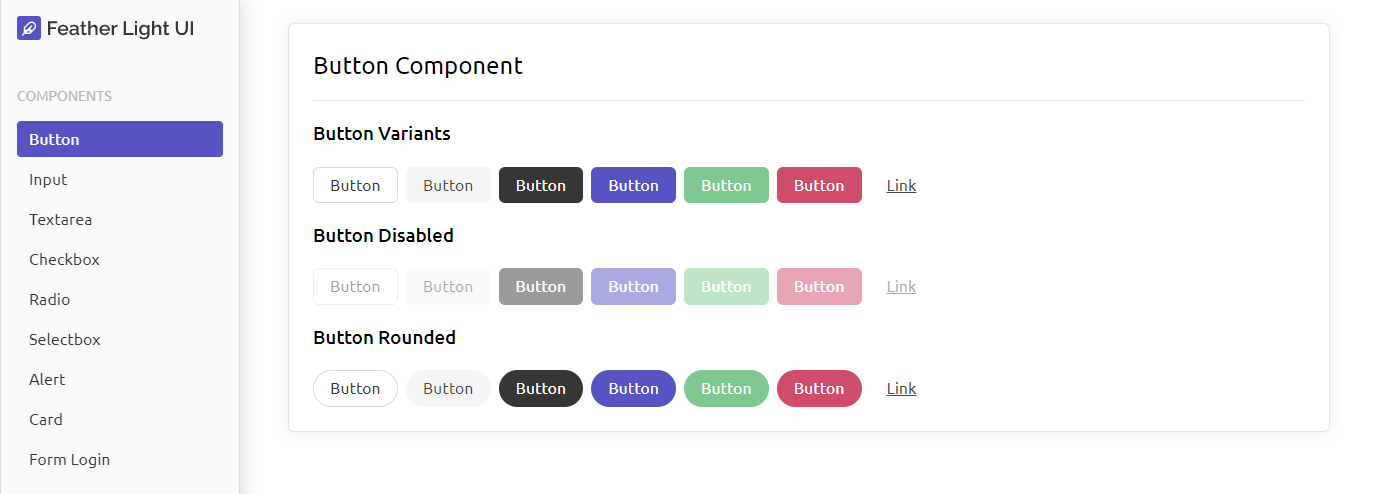 Feather Light UI
COMPONENTS
Button
Input
Textarea
Checkbox
Radio
Selectbox
Alert
Card
Form Login
Button Component
Button Variants
Button Button Button Button Button Button Link
Button Disabled
Button Button Button Button Button Button Link
Button Rounded
Button Button Button Button Button Button Link